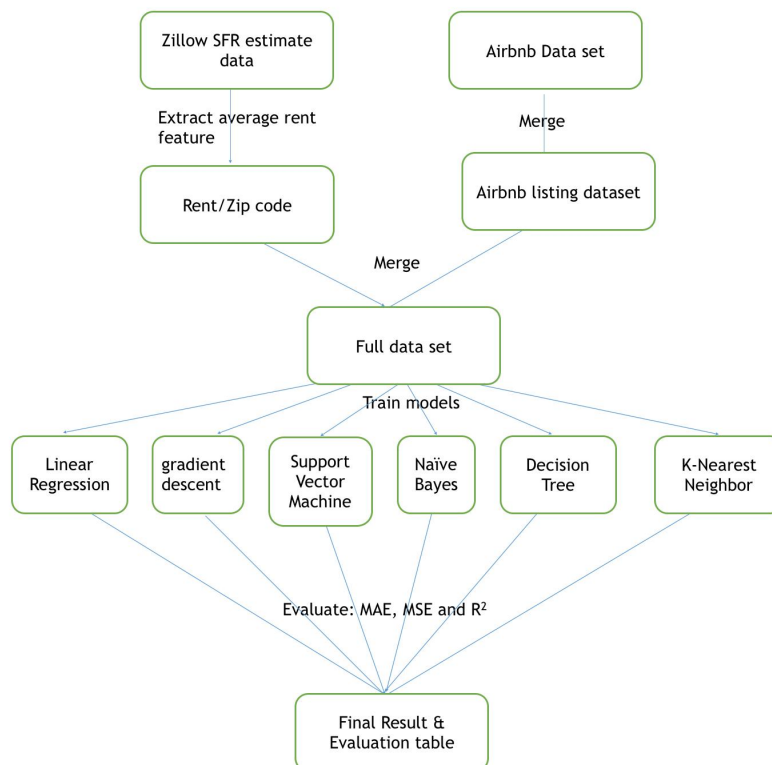 Zillow SFR estimate
data
Airbnb Data set
Extract average rent
feature
Merge
Rent/Zip code
Airbnb listing dataset
Merge
Full data set
Train models
Linear
Regression
gradient
descent
Support
Vector
Machine
Naïve
Bayes
Decision
Tree
K-Nearest
Neighbor
Evaluate: MAE, MSE and R²
Final Result &
Evaluation table